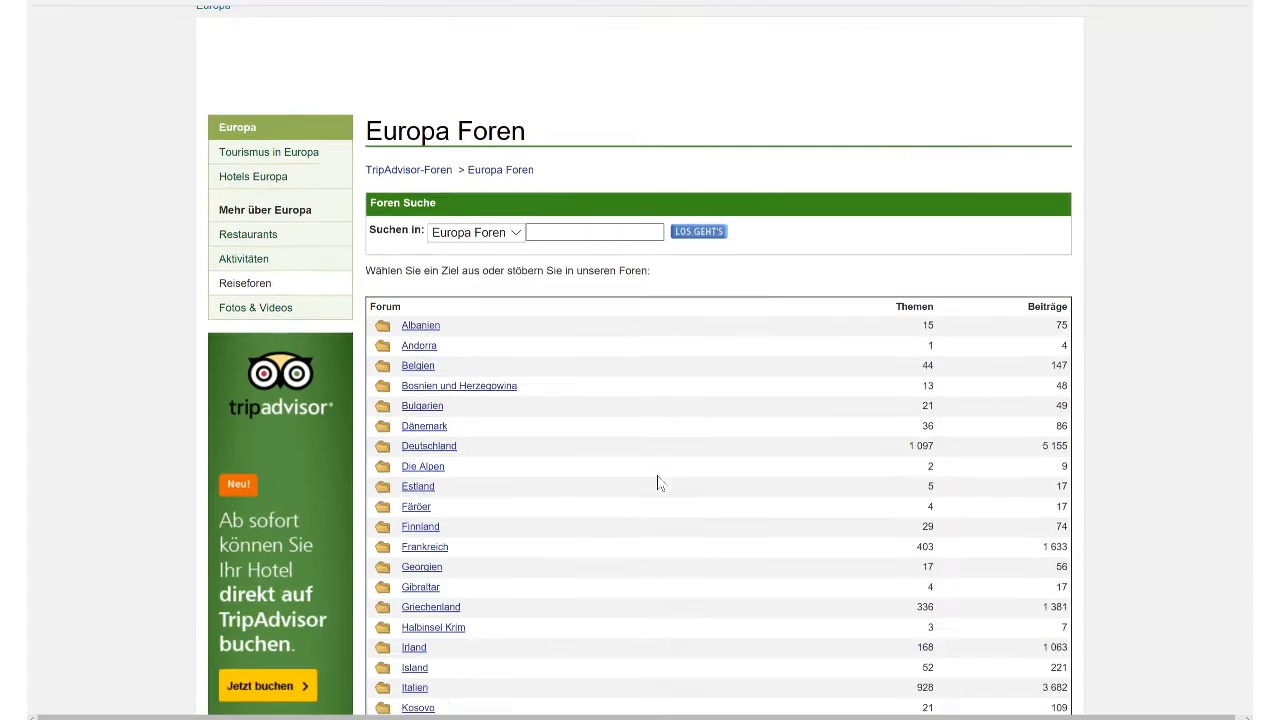 Europa
Europa
Tourismus in Europa
Hotels Europa
Mehr über Europa
Restaurants
Aktivitäten
Reiseforen
Fotos & Videos
tripadvisor®
Neu!
Ab sofort
können Sie
Ihr Hotel
direkt auf
TripAdvisor
buchen.
Jetzt buchen
Europa Foren
TripAdvisor-Foren > Europa Foren
Foren Suche
Suchen in: Europa Foren LOS GEHT'S
Wählen Sie ein Ziel aus oder stöbern Sie in unseren Foren:
Forum Themen Beiträge
Albanien 15 75
Andorra 1 4
Belgien 44 147
Bosnien und Herzegowina 13 48
Bulgarien 21 49
Dänemark 36 86
Deutschland 1 097 5 155
Die Alpen 2 9
Estland 5 17
Färöer 4 17
Finnland 29 74
Frankreich 403 1 633
Georgien 17 56
Gibraltar 4 17
Griechenland 336 1 381
Halbinsel Krim 3 7
Irland 168 1 063
Island 52 221
Italien 928 3 682
Kosovo 21 109